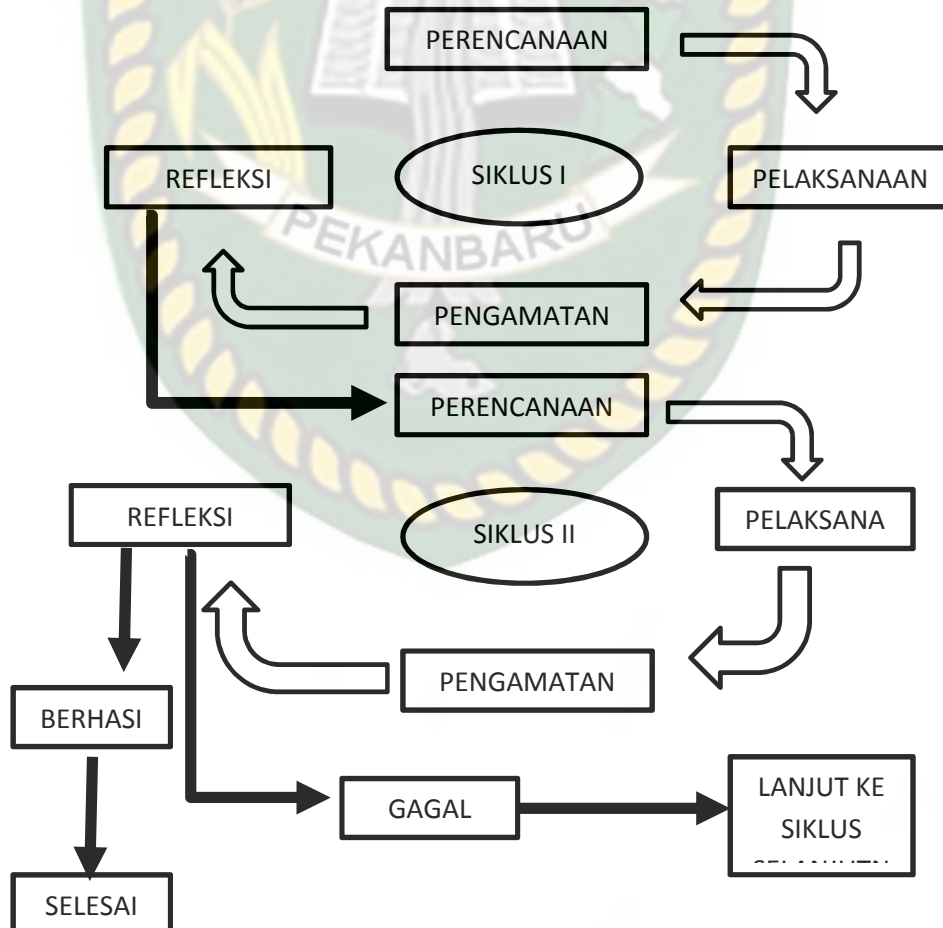 PERENCANAAN
REFLEKSI
SIKLUS I
PELAKSANAAN
PEKANBARU
PENGAMATAN
PERENCANAAN
REFLEKSI
SIKLUS II
PELAKSANA
PENGAMATAN
BERHASI
GAGAL
LANJUT KE
SIKLUS
SELESAI